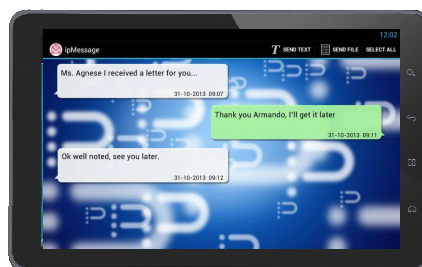 12:02
ipMessage
T SEND TEXT
SEND FILE
SELECT ALL
Ms. Agnese I received a letter for you...
31-10-2013 09:07
Thank you Armando, I'll get it later
31-10-2013 09:11
Ok well noted, see you later.
31-10-2013 09:12